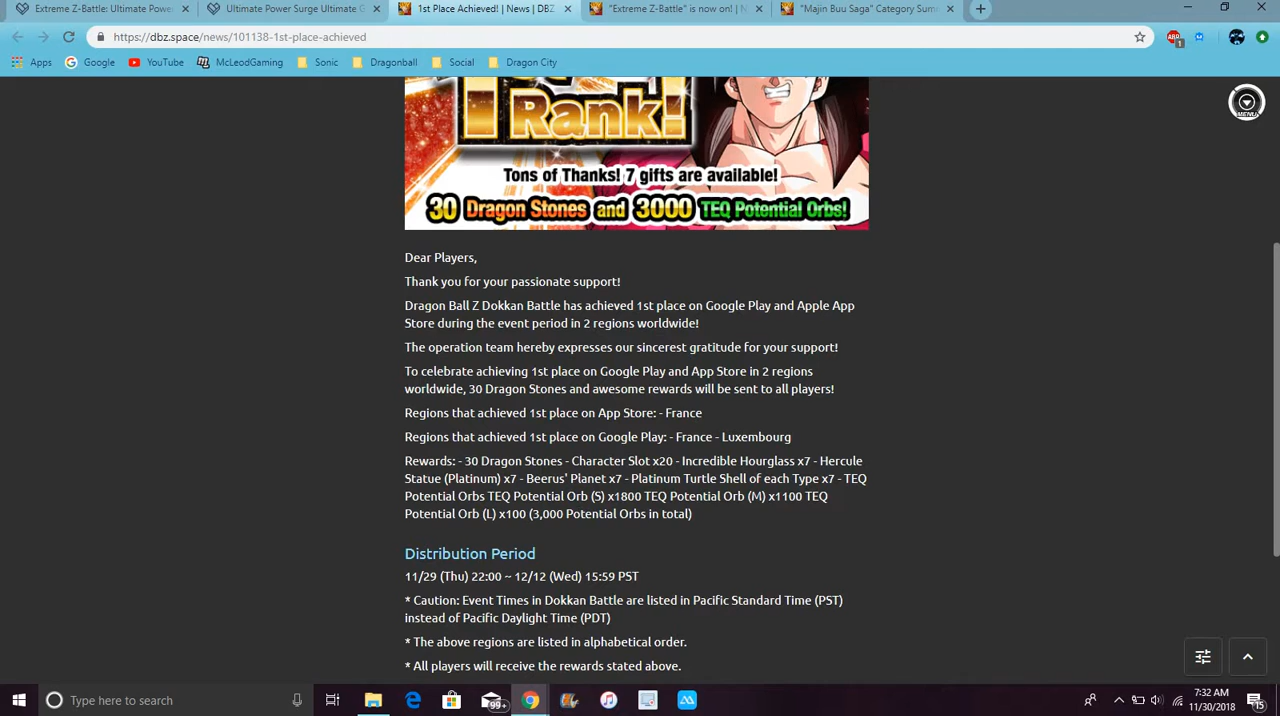 Extreme Z-Battle: Ultimate Power
Ultimate Power Surge Ultimate G
1st Place Achieved! | News | DBZ
"Extreme Z-Battle" is now on! | N
"Majin Buu Saga" Category Sum
https://dbz.space/news/101138-1st-place-achieved
ABP
1
Apps
Google
YouTube
McLeodGaming
Sonic
Dragonball
Social
Dragon City
Rank!
MENU
Tons of Thanks! 7 gifts are available!
30 Dragon Stones and 3000 TEQ Potential Orbs!
Dear Players,
Thank you for your passionate support!
Dragon Ball Z Dokkan Battle has achieved 1st place on Google Play and Apple App
Store during the event period in 2 regions worldwide!
The operation team hereby expresses our sincerest gratitude for your support!
To celebrate achieving 1st place on Google Play and App Store in 2 regions
worldwide, 30 Dragon Stones and awesome rewards will be sent to all players!
Regions that achieved 1st place on App Store: - France
Regions that achieved 1st place on Google Play: - France - Luxembourg
Rewards: - 30 Dragon Stones - Character Slot x20 - Incredible Hourglass x7 - Hercule
Statue (Platinum) x7 - Beerus' Planet x7 - Platinum Turtle Shell of each Type x7 - TEQ
Potential Orbs TEQ Potential Orb (S) x1800 TEQ Potential Orb (M) x1100 TEQ
Potential Orb (L) x100 (3,000 Potential Orbs in total)
Distribution Period
11/29 (Thu) 22:00 ~ 12/12 (Wed) 15:59 PST
* Caution: Event Times in Dokkan Battle are listed in Pacific Standard Time (PST)
instead of Pacific Daylight Time (PDT)
* The above regions are listed in alphabetical order.
* All players will receive the rewards stated above.
Type here to search
99+
7:32 AM
11/30/2018
15